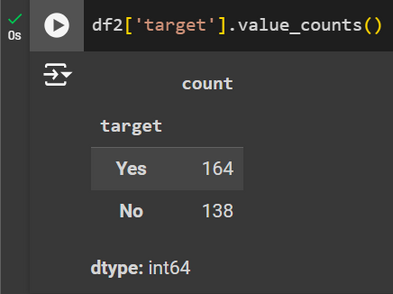 df2['target'].value_counts()
0s
count
target
Yes 164
No 138
dtype: int64